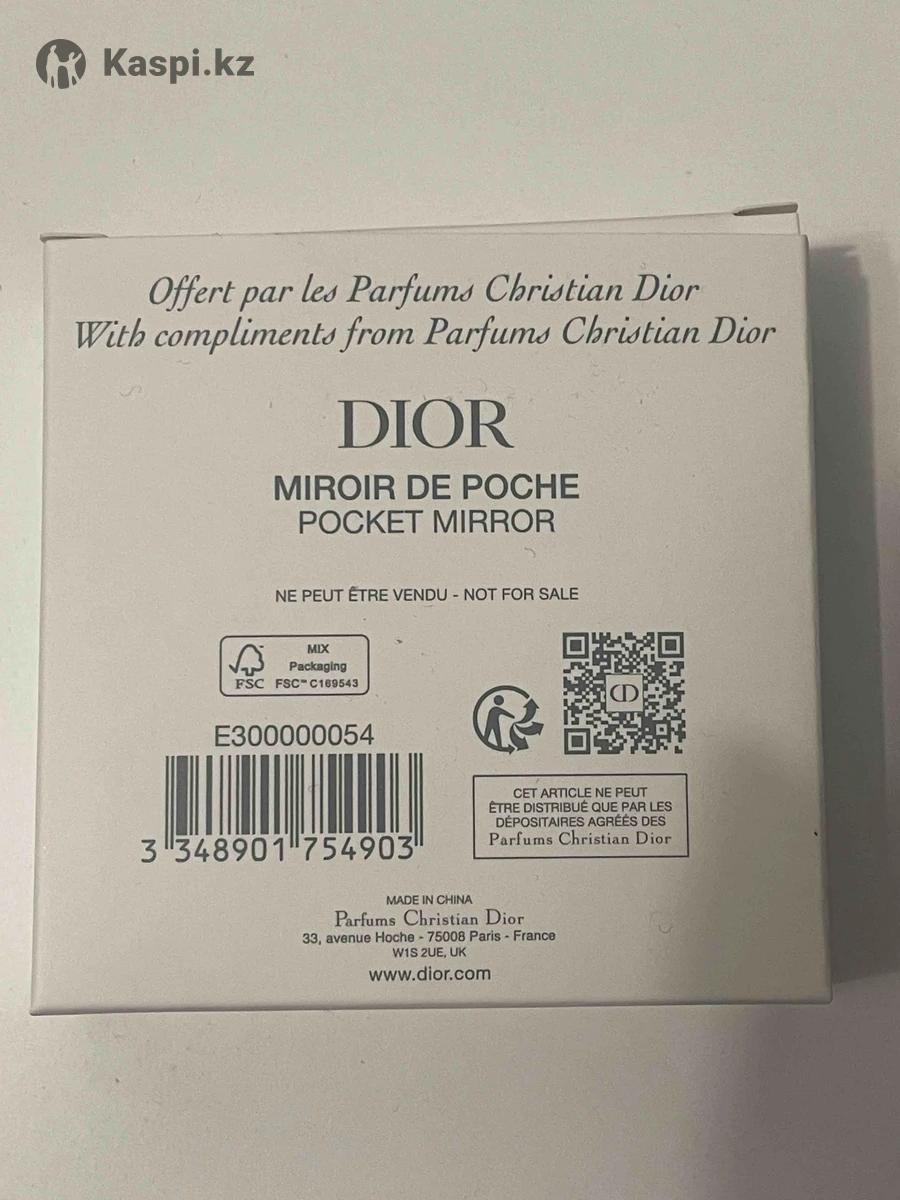 Kaspi.kz
Offert par les Parfums Christian Dior
With compliments from Parfums Christian Dior
DIOR
MIROIR DE POCHE
POCKET MIRROR
NE PEUT ÊTRE VENDU - NOT FOR SALE
MIX
Packaging
FSC FSC™ C169543
CD
E300000054
3 348901 754903
CET ARTICLE NE PEUT
ÊTRE DISTRIBUÉ QUE PAR LES
DÉPOSITAIRES AGRÉÉS DES
Parfums Christian Dior
MADE IN CHINA
Parfums Christian Dior
33, avenue Hoche - 75008 Paris - France
W1S 2UE, UK
www.dior.com